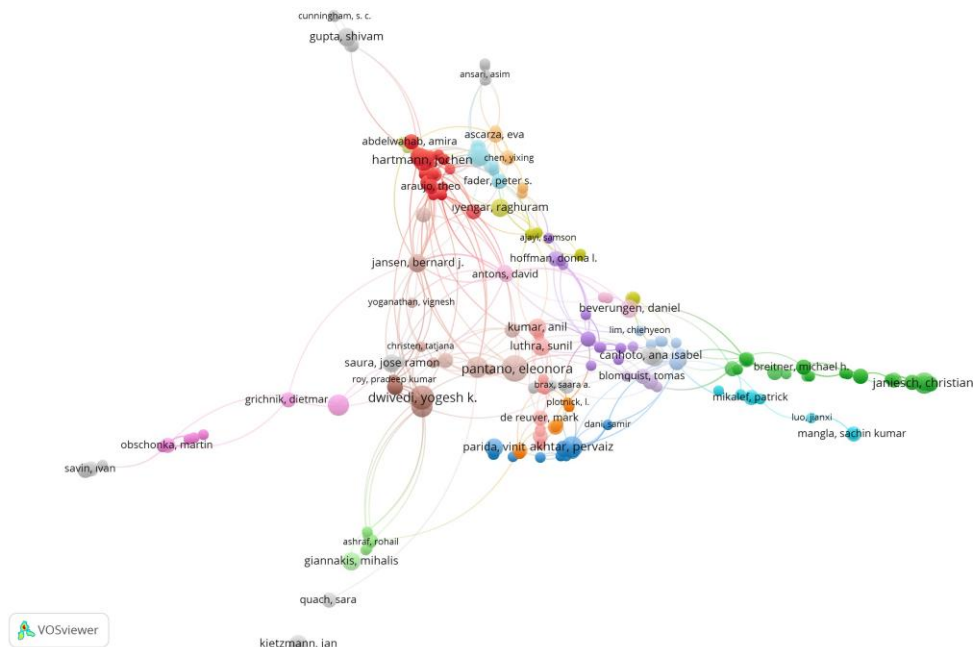 cunningham, s. c.
gupta, shivam
ansari, asim
abdelwahab, amira
ascarza, eva
hartmann, jochen
chen, yixing
araujo, theo
fader, peter s.
iyengar, raghuram
ajayi, samson
hoffman, donna l.
jansen, bernard j.
antons, david
yoganathan, vignesh
beverungen, daniel
kumar, anil
lim, chiehyeon
christen, tatjana
luthra, sunil
saura, jose ramon
canhoto, ana isabel
pantano, eleonora
breitner, michael h.
roy, pradeep kumar
blomquist, tomas
janiesch, christian
brax, saara a.
grichnik, dietmar
dwivedi, yogesh k.
plotnick, l.
mikalef, patrick
de reuver, mark
dani, samir
luo, jianxi
mangla, sachin kumar
obschonka, martin
parida, vinit
akhtar, pervaiz
savin, ivan
ashraf, rohail
giannakis, mihalis
quach, sara
VOSviewer
kietzmann, jan